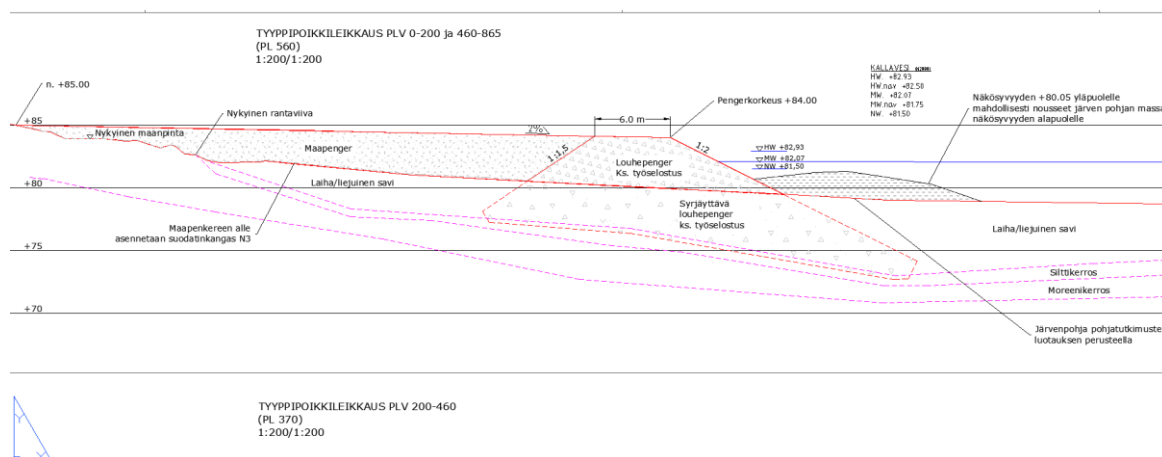 TYYPPIPOIKKILEIKKAUS PLV 0-200 ja 460-865
(PL 560)
1:200/1:200
KALLAVESI
HW. +82.93
HW.nav +82.50
MW. +82.07
MW.nav +81.75
NW. +81.50
n. +85.00
Nykyinen rantaviiva
Pengerkorkeus +84.00
Näkösyvyyden +80.05 yläpuolelle
mahdollisesti nousseet järven pohjan massa
näkösyvyyden alapuolelle
+85
Nykyinen maanpinta
2%
6.0 m
Maapenger
1:1,5
Louhepenger
Ks. työselostus
1:2
HW +82,93
MW +82,07
NW +81,50
+80
Laiha/liejuinen savi
Syrjäyttävä
louhepenger
ks. työselostus
Maapenkereen alle
asennetaan suodatinkangas N3
Laiha/liejuinen savi
+75
Silttikerros
Moreenikerros
+70
Järvenpohja pohjatutkimuste
luotauksen perusteella
TYYPPIPOIKKILEIKKAUS PLV 200-460
(PL 370)
1:200/1:200